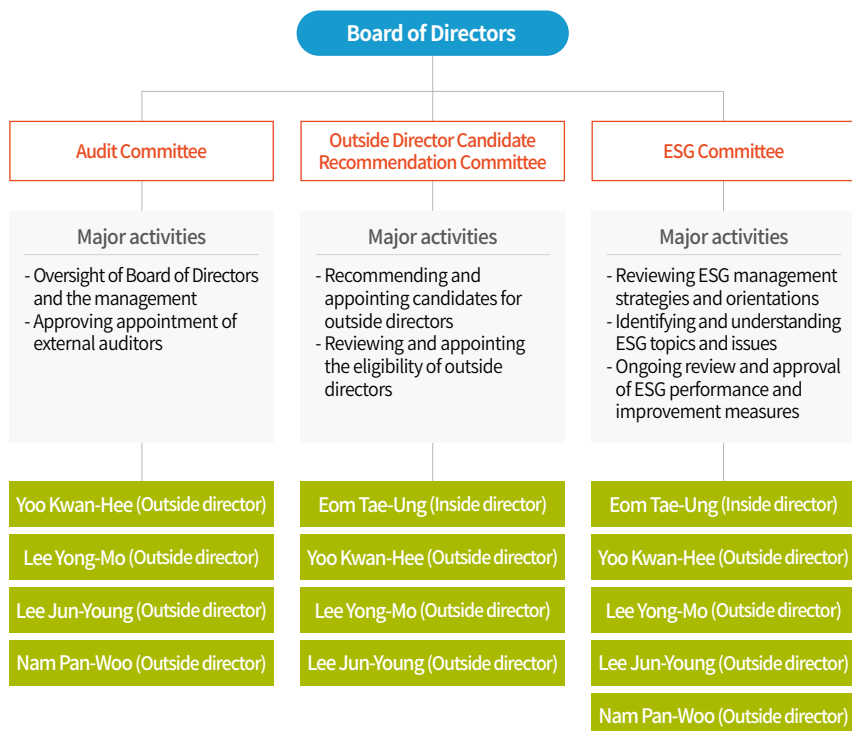 Board of Directors
Audit Committee
Major activities
- Oversight of Board of Directors
and the management
- Approving appointment of
external auditors
Yoo Kwan-Hee (Outside director)
Lee Yong-Mo (Outside director)
Lee Jun-Young (Outside director)
Nam Pan-Woo (Outside director)
Outside Director Candidate
Recommendation Committee
Major activities
- Recommending and
appointing candidates for
outside directors
- Reviewing and appointing
the eligibility of outside
directors
Eom Tae-Ung (Inside director)
Yoo Kwan-Hee (Outside director)
Lee Yong-Mo (Outside director)
Lee Jun-Young (Outside director)
ESG Committee
Major activities
- Reviewing ESG management
strategies and orientations
- Identifying and understanding
ESG topics and issues
- Ongoing review and approval
of ESG performance and
improvement measures
Eom Tae-Ung (Inside director)
Yoo Kwan-Hee (Outside director)
Lee Yong-Mo (Outside director)
Lee Jun-Young (Outside director)
Nam Pan-Woo (Outside director)